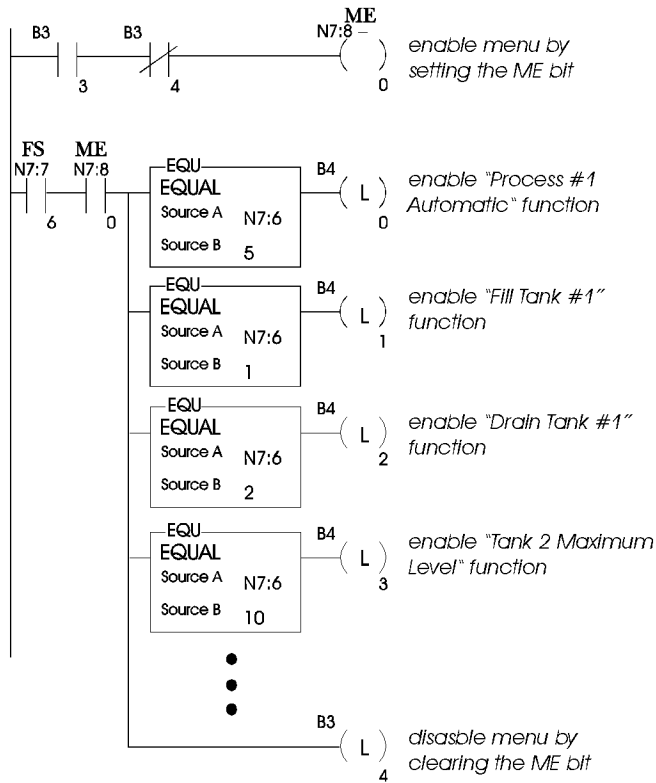 ME
B3 B3 N7:8 enable menu by
3 4 0 setting the ME bit
FS ME
N7:7 N7:8 EQU B4 enable "Process #1
EQUAL L Automatic" function
6 0 Source A N7:6 0
Source B 5
EQU B4 enable "Fill Tank #1"
EQUAL L function
Source A N7:6 1
Source B 1
EQU B4 enable "Drain Tank #1"
EQUAL L function
Source A N7:6 2
Source B 2
EQU B4 enable "Tank 2 Maximum
EQUAL L Level" function
Source A N7:6 3
Source B 10
B3 disasble menu by
L clearing the ME bit
4